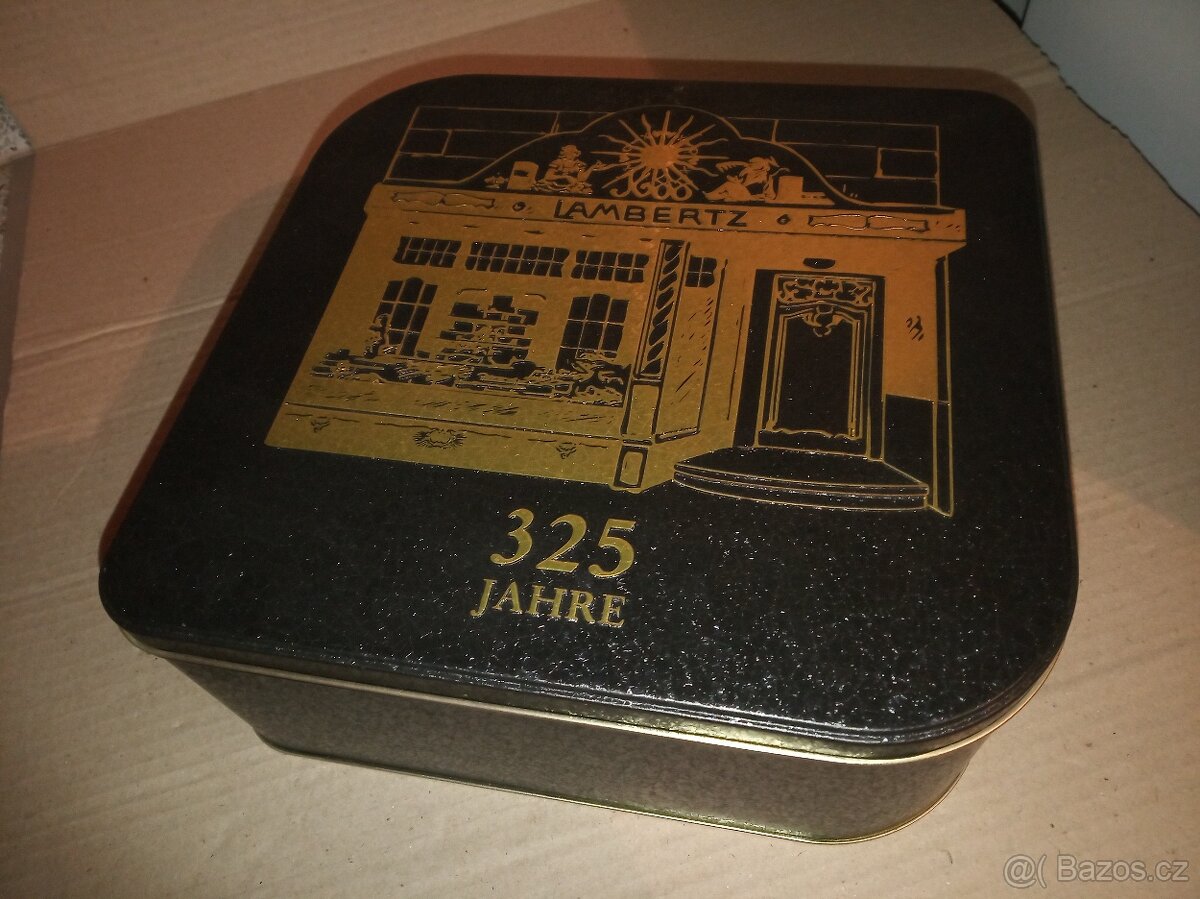 1688
LAMBERTZ
325
JAHRE
@( Bazos.cz